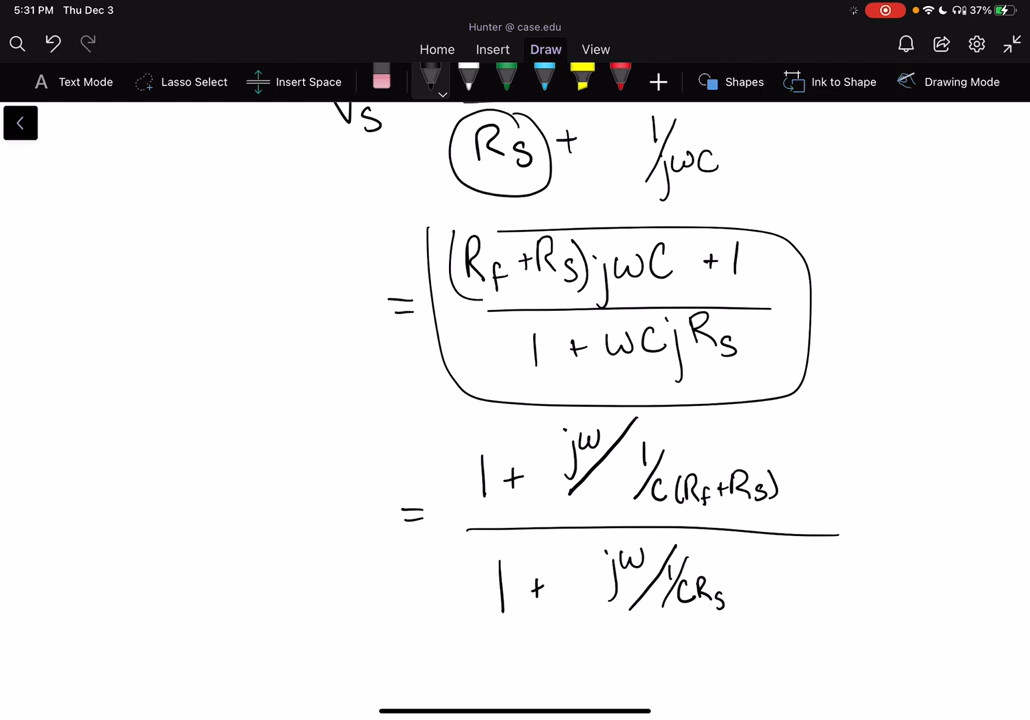 5:31 PM Thu Dec 3
37%
Hunter @ case.edu
Home Insert Draw View
A Text Mode Lasso Select Insert Space Shapes Ink to Shape Drawing Mode
Vs
Rs + 1/jωC
= (Rf+Rs)jωC + 1
1 + ωCjRs
= 1 + jω/1/C(Rf+Rs)
1 + jω/1/CRs